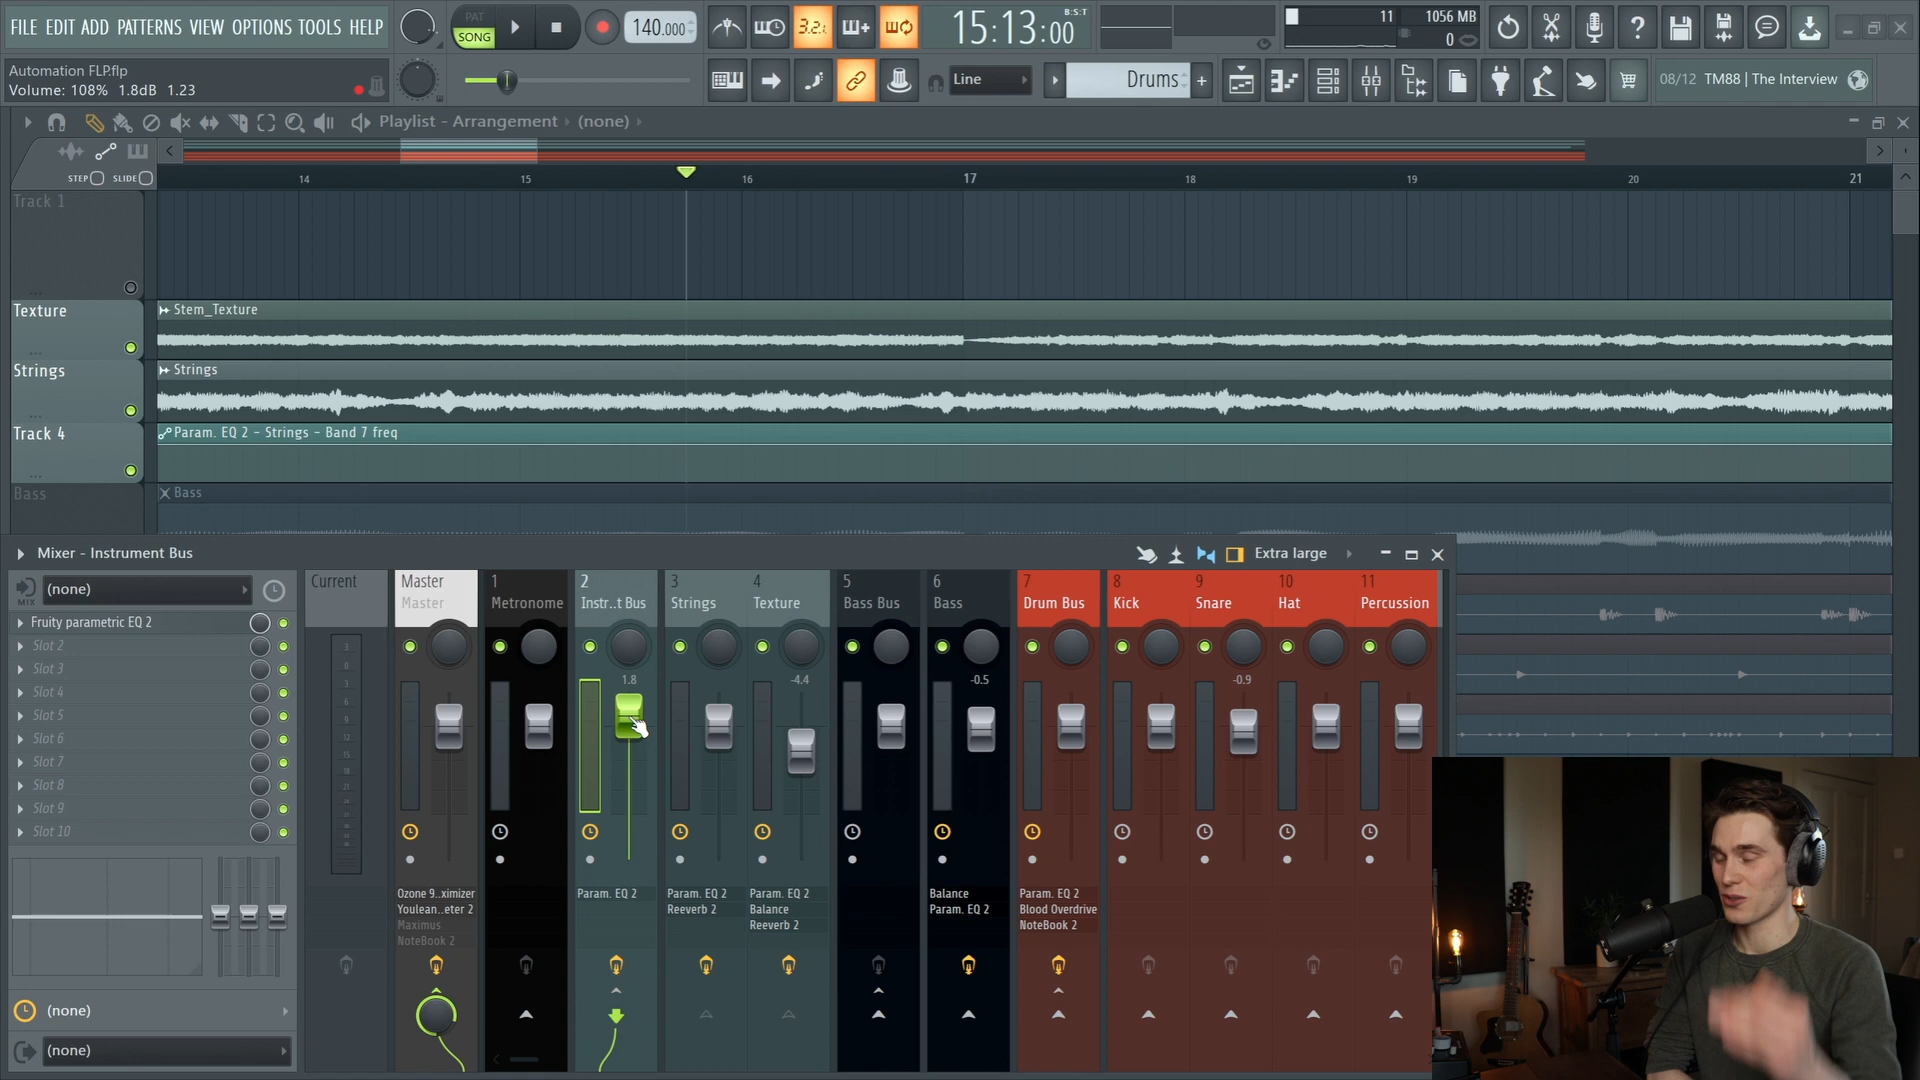 FILE EDIT ADD PATTERNS VIEW OPTIONS TOOLS HELP
PAT
SONG
140.000
3.2.
15:13:00
B:S:T
11
1056 MB
0
Automation FLP.flp
Volume: 108% 1.8dB 1.23
Line
Drums
08/12 TM88 | The Interview
Playlist - Arrangement (none)
STEP SLIDE
14 15 16 17 18 19 20 21
Track 1
Texture
Stem_Texture
Strings
Strings
Track 4
Param. EQ 2 - Strings - Band 7 freq
Bass
Bass
Mixer - Instrument Bus
Extra large
MIX
(none)
Fruity parametric EQ 2
Slot 2
Slot 3
Slot 4
Slot 5
Slot 6
Slot 7
Slot 8
Slot 9
Slot 10
(none)
(none)
Current
Master
Master
1
Metronome
2
Instr..t Bus
3
Strings
4
Texture
5
Bass Bus
6
Bass
7
Drum Bus
8
Kick
9
Snare
10
Hat
11
Percussion
1.8
-4.4
-0.5
-0.9
Ozone 9..ximizer
Youlean..eter 2
Maximus
NoteBook 2
Param. EQ 2
Param. EQ 2
Reeverb 2
Param. EQ 2
Balance
Reeverb 2
Balance
Param. EQ 2
Param. EQ 2
Blood Overdrive
NoteBook 2